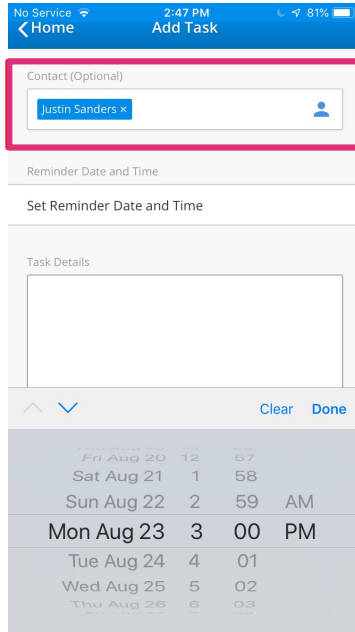 No Service 2:47 PM 81%
Home Add Task
Contact (Optional)
Justin Sanders ×
Reminder Date and Time
Set Reminder Date and Time
Task Details
Clear Done
Fri Aug 20 12 57
Sat Aug 21 1 58
Sun Aug 22 2 59 AM
Mon Aug 23 3 00 PM
Tue Aug 24 4 01
Wed Aug 25 5 02
Thu Aug 26 6 03